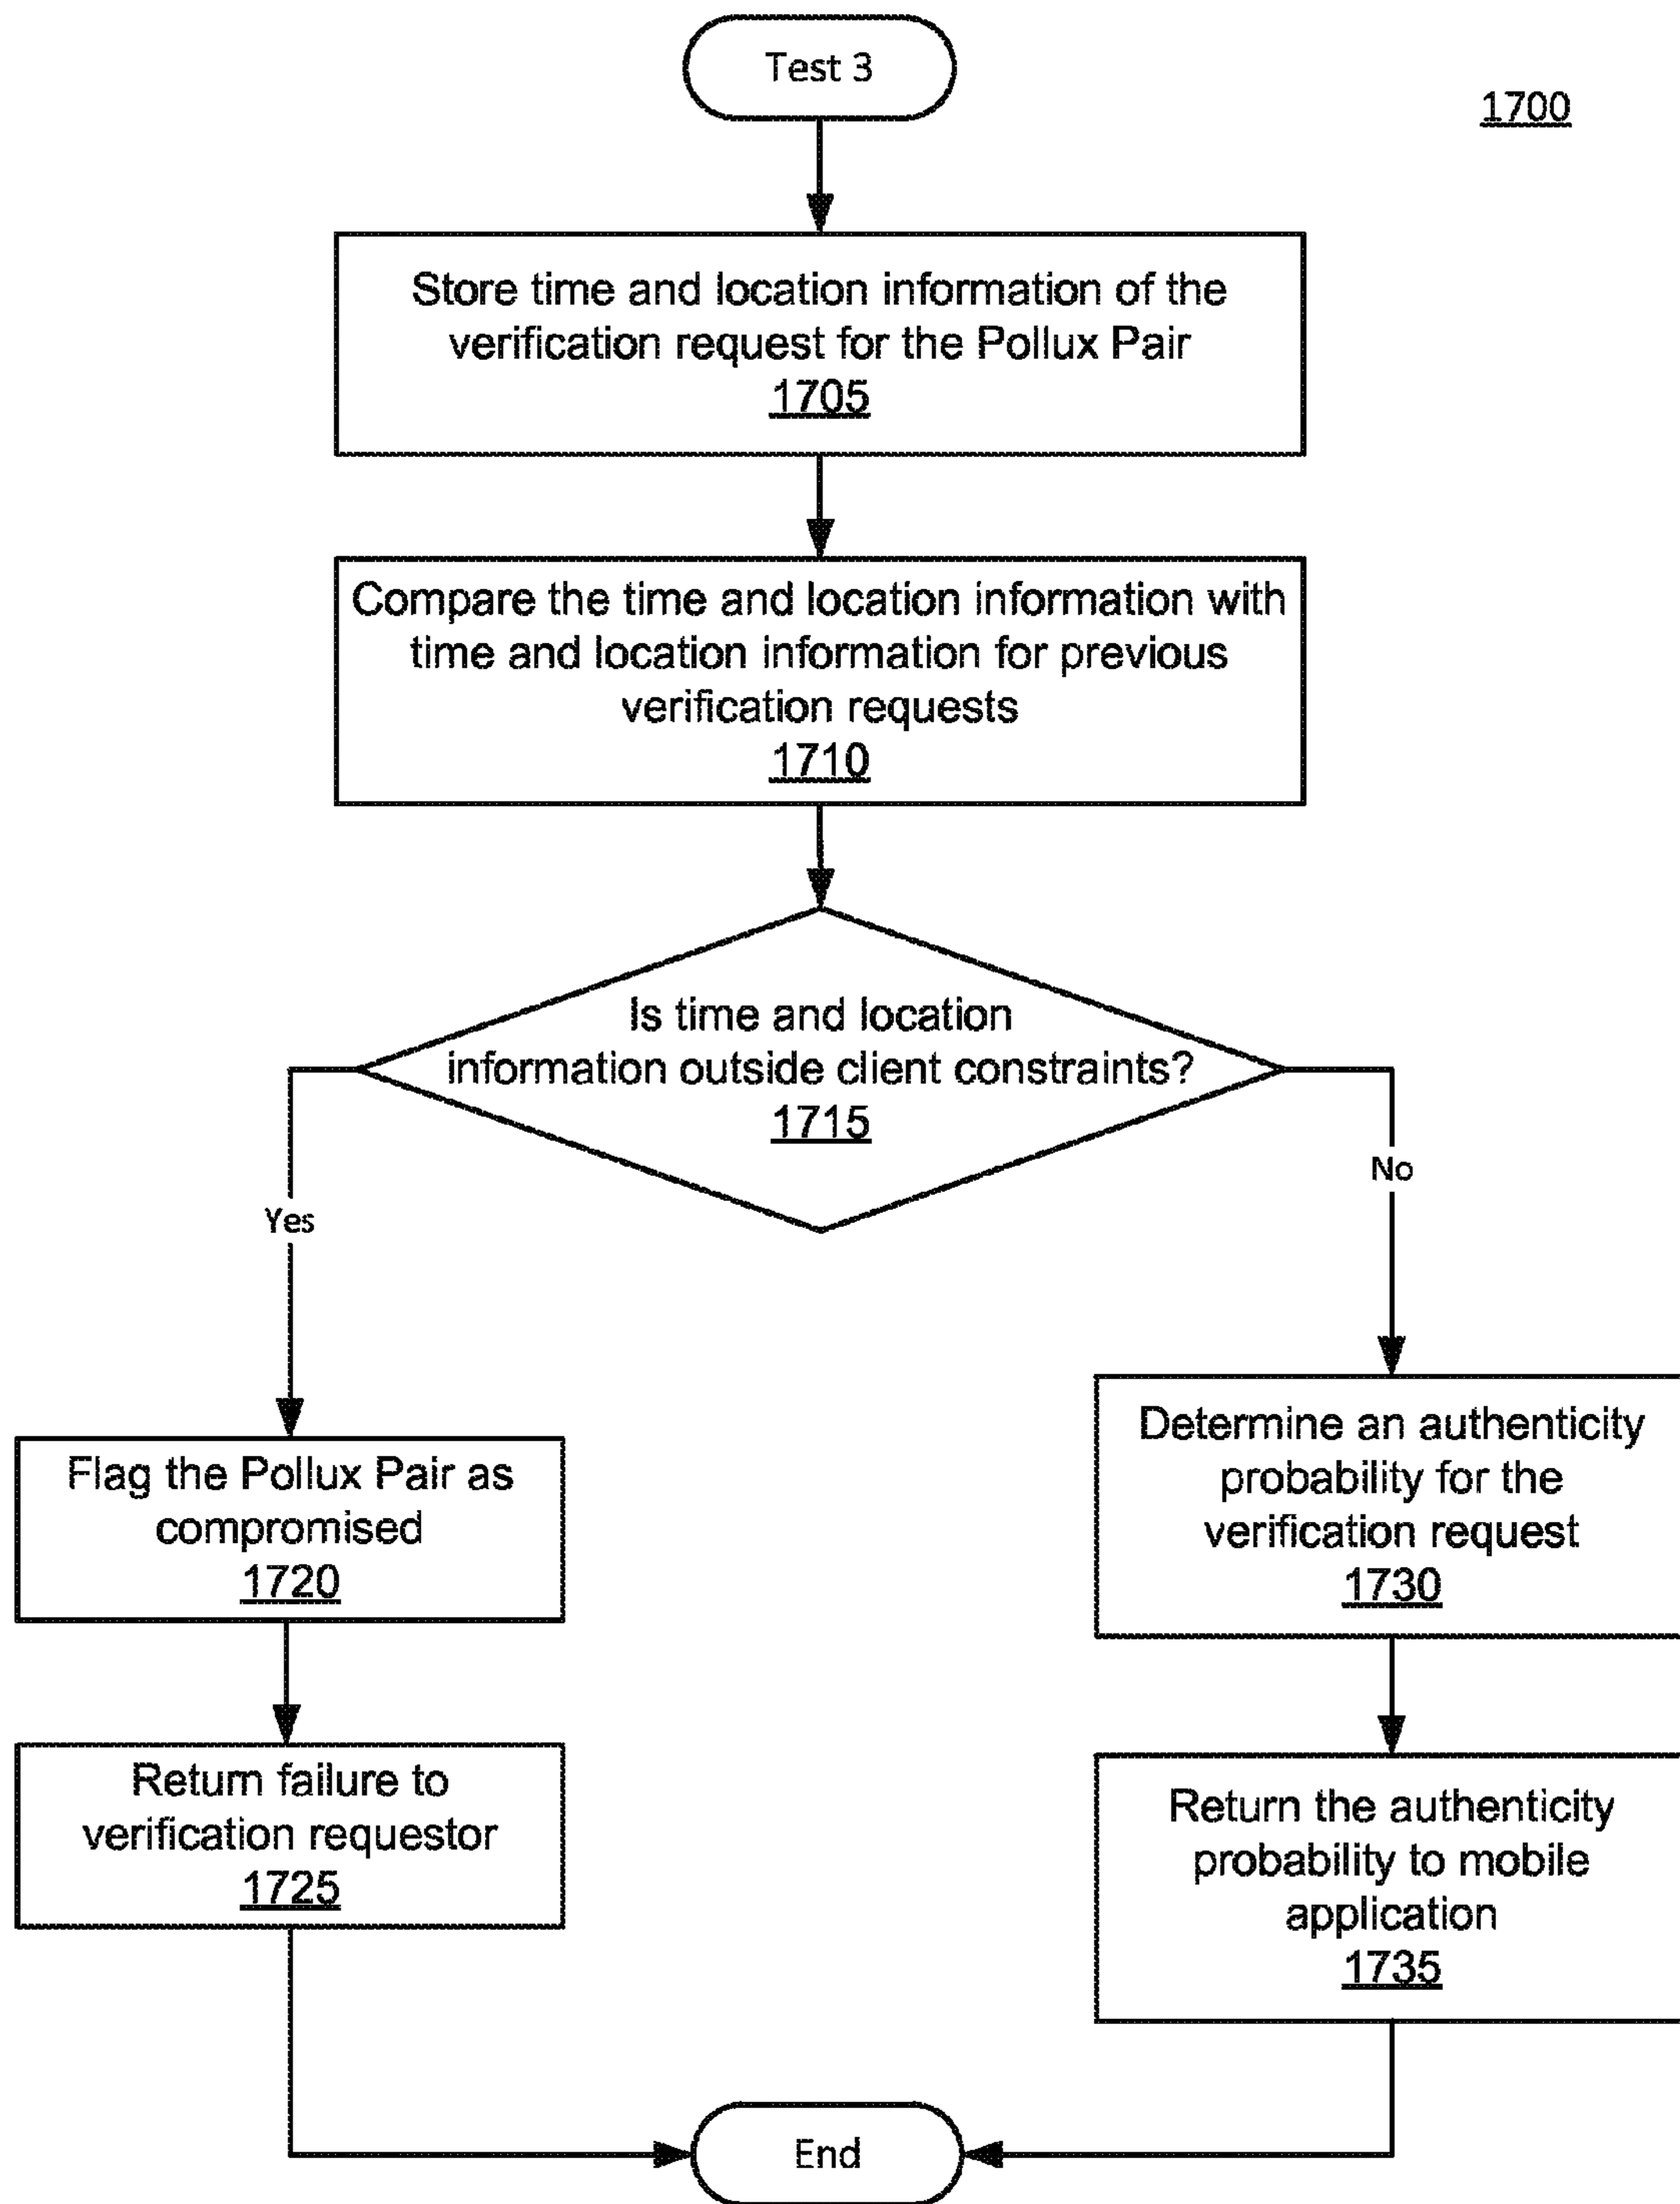 Test 3
1700
Store time and location information of the
verification request for the Pollux Pair
1705
Compare the time and location information with
time and location information for previous
verification requests
1710
Is time and location
information outside client constraints?
1715
Yes
No
Flag the Pollux Pair as
compromised
1720
Return failure to
verification requestor
1725
Determine an authenticity
probability for the
verification request
1730
Return the authenticity
probability to mobile
application
1735
End